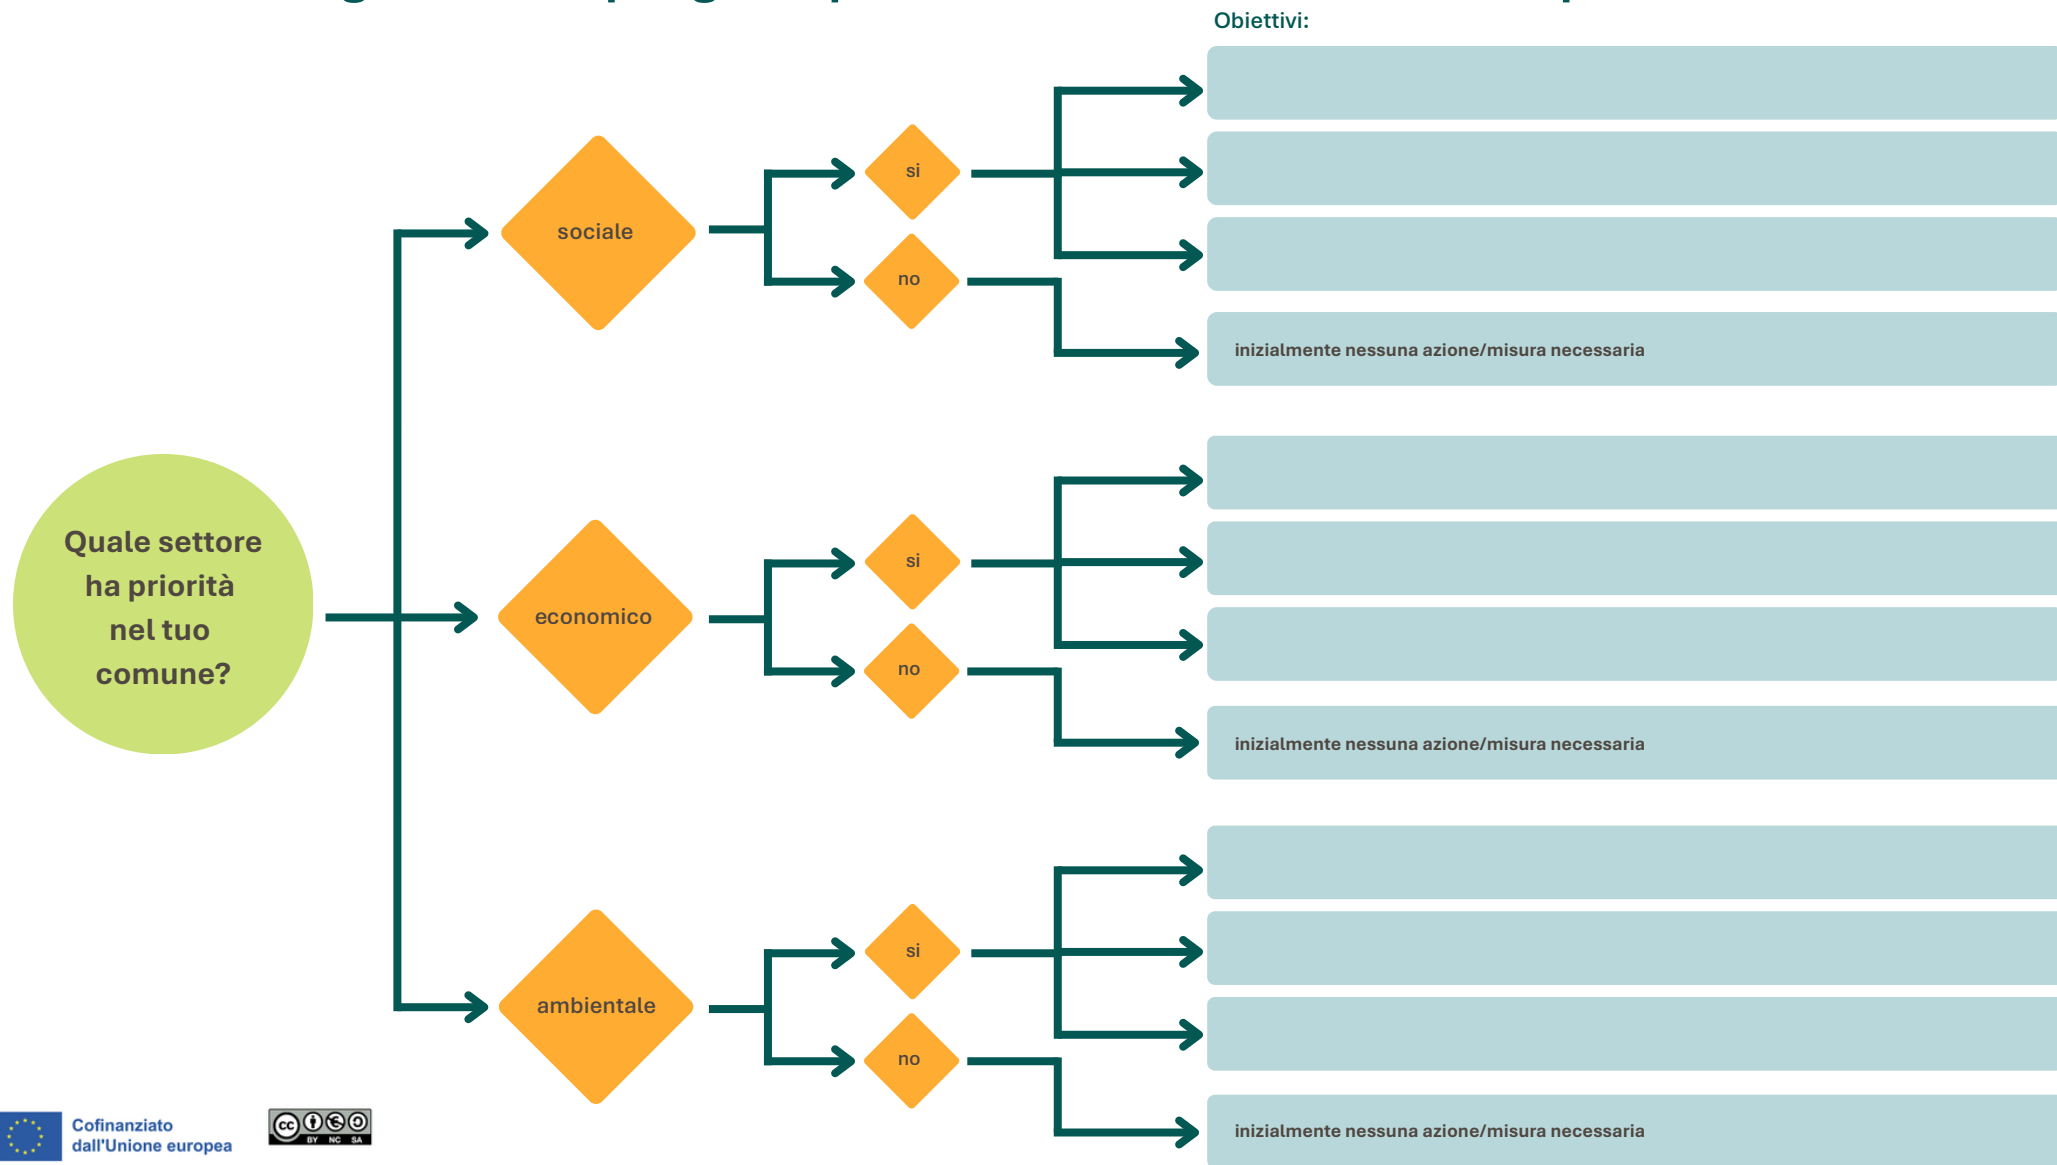 Obiettivi:
si
sociale
no
inizialmente nessuna azione/misura necessaria
Quale settore
ha priorità
nel tuo
comune?
si
economico
no
inizialmente nessuna azione/misura necessaria
si
ambientale
no
inizialmente nessuna azione/misura necessaria
Cofinanziato
dall'Unione europea
cc
BY NC SA